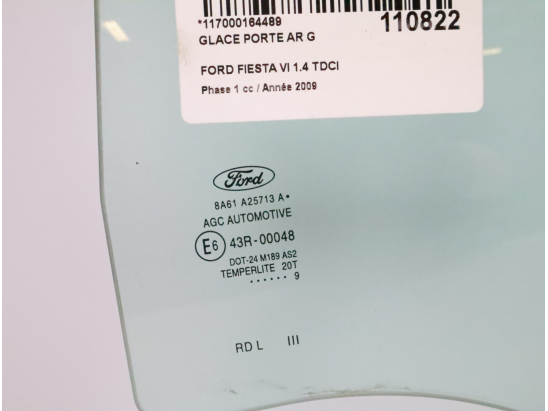 *117000164489
110822
GLACE PORTE AR G
FORD FIESTA VI 1.4 TDCI
Phase 1 cc / Année 2009
Ford
8A61 A25713 A•
AGC AUTOMOTIVE
E6 43R-00048
DOT-24 M189 AS2
TEMPERLITE 20T
•••••• 9
RD L III